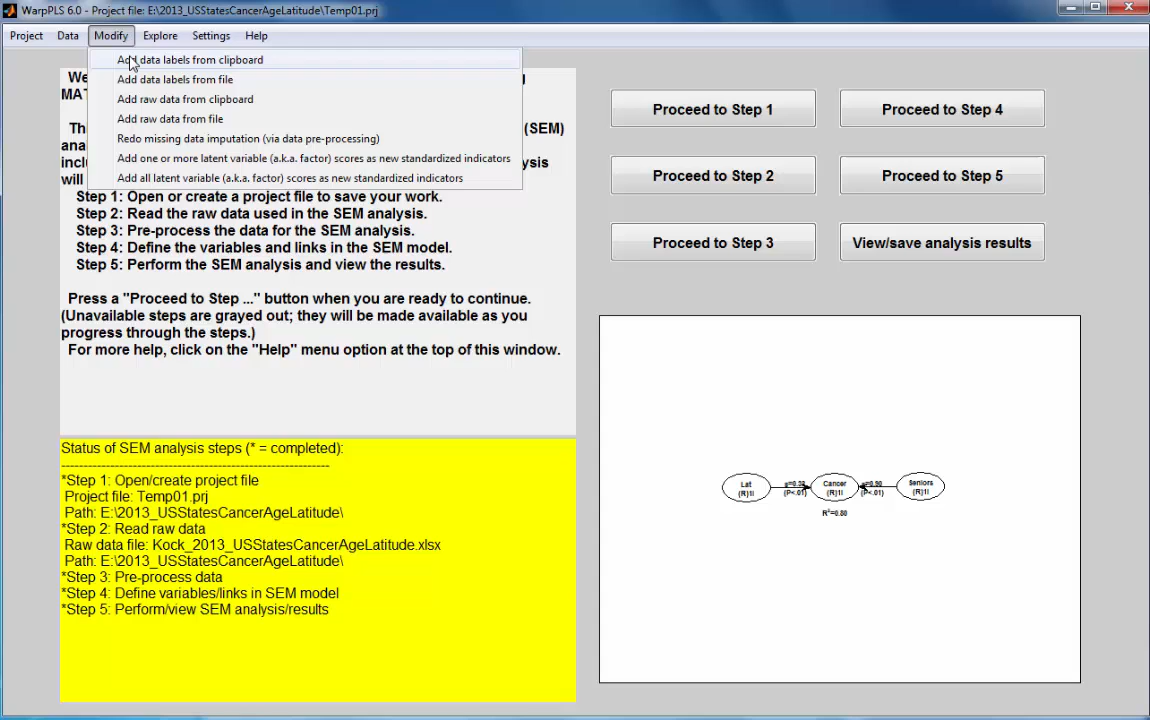 WarpPLS 6.0 - Project file: E:\2013_USStatesCancerAgeLatitude\Temp01.prj
Project Data Modify Explore Settings Help
Add data labels from clipboard
Add data labels from file
Add raw data from clipboard
Add raw data from file
Redo missing data imputation (via data pre-processing)
Add one or more latent variable (a.k.a. factor) scores as new standardized indicators
Add all latent variable (a.k.a. factor) scores as new standardized indicators
(SEM)
Step 1: Open or create a project file to save your work.
Step 2: Read the raw data used in the SEM analysis.
Step 3: Pre-process the data for the SEM analysis.
Step 4: Define the variables and links in the SEM model.
Step 5: Perform the SEM analysis and view the results.
Press a "Proceed to Step ..." button when you are ready to continue.
(Unavailable steps are grayed out; they will be made available as you
progress through the steps.)
For more help, click on the "Help" menu option at the top of this window.
Status of SEM analysis steps (* = completed):
-----------------------------------------------------------
*Step 1: Open/create project file
Project file: Temp01.prj
Path: E:\2013_USStatesCancerAgeLatitude\
*Step 2: Read raw data
Raw data file: Kock_2013_USStatesCancerAgeLatitude.xlsx
Path: E:\2013_USStatesCancerAgeLatitude\
*Step 3: Pre-process data
*Step 4: Define variables/links in SEM model
*Step 5: Perform/view SEM analysis/results
Proceed to Step 1
Proceed to Step 4
Proceed to Step 2
Proceed to Step 5
Proceed to Step 3
View/save analysis results
Lat
(R)1i
(P<.01)
Cancer
(R)1i
(P<.01)
Seniors
(R)1i
R²=0.80